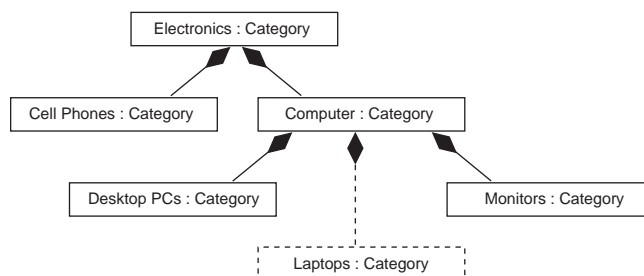 Electronics : Category
Cell Phones : Category
Computer : Category
Desktop PCs : Category
Monitors : Category
Laptops : Category